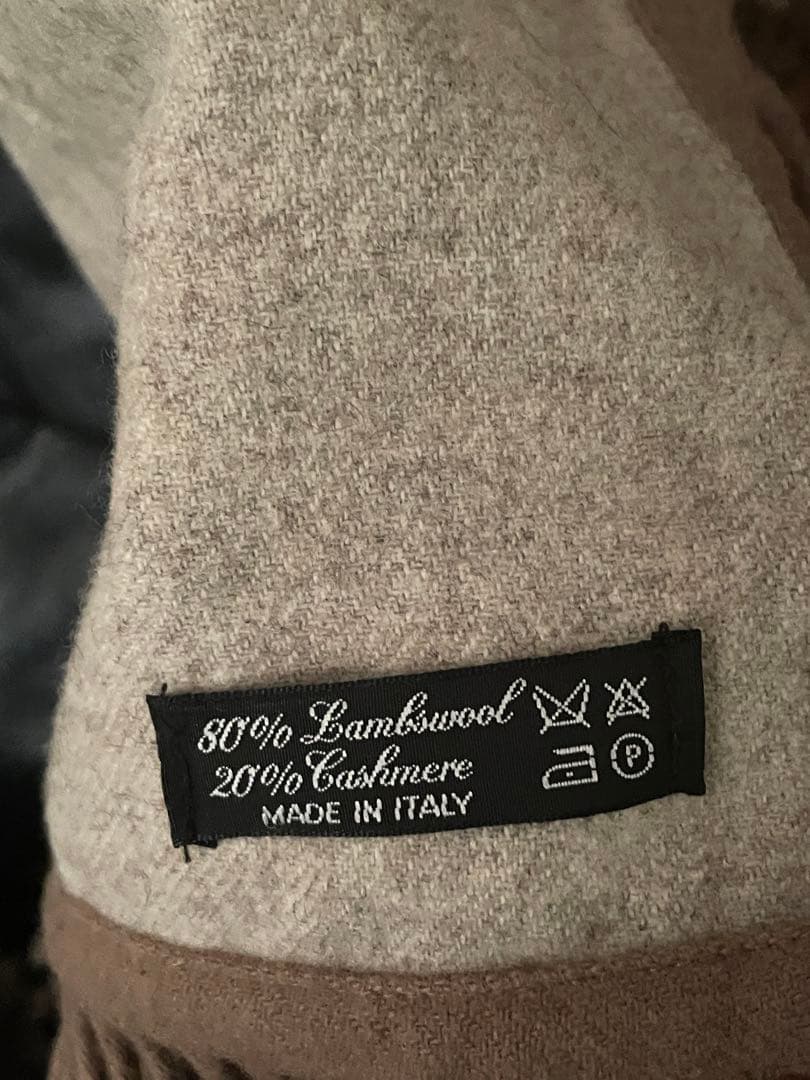 80% Lambswool
20% Cashmere
MADE IN ITALY
P